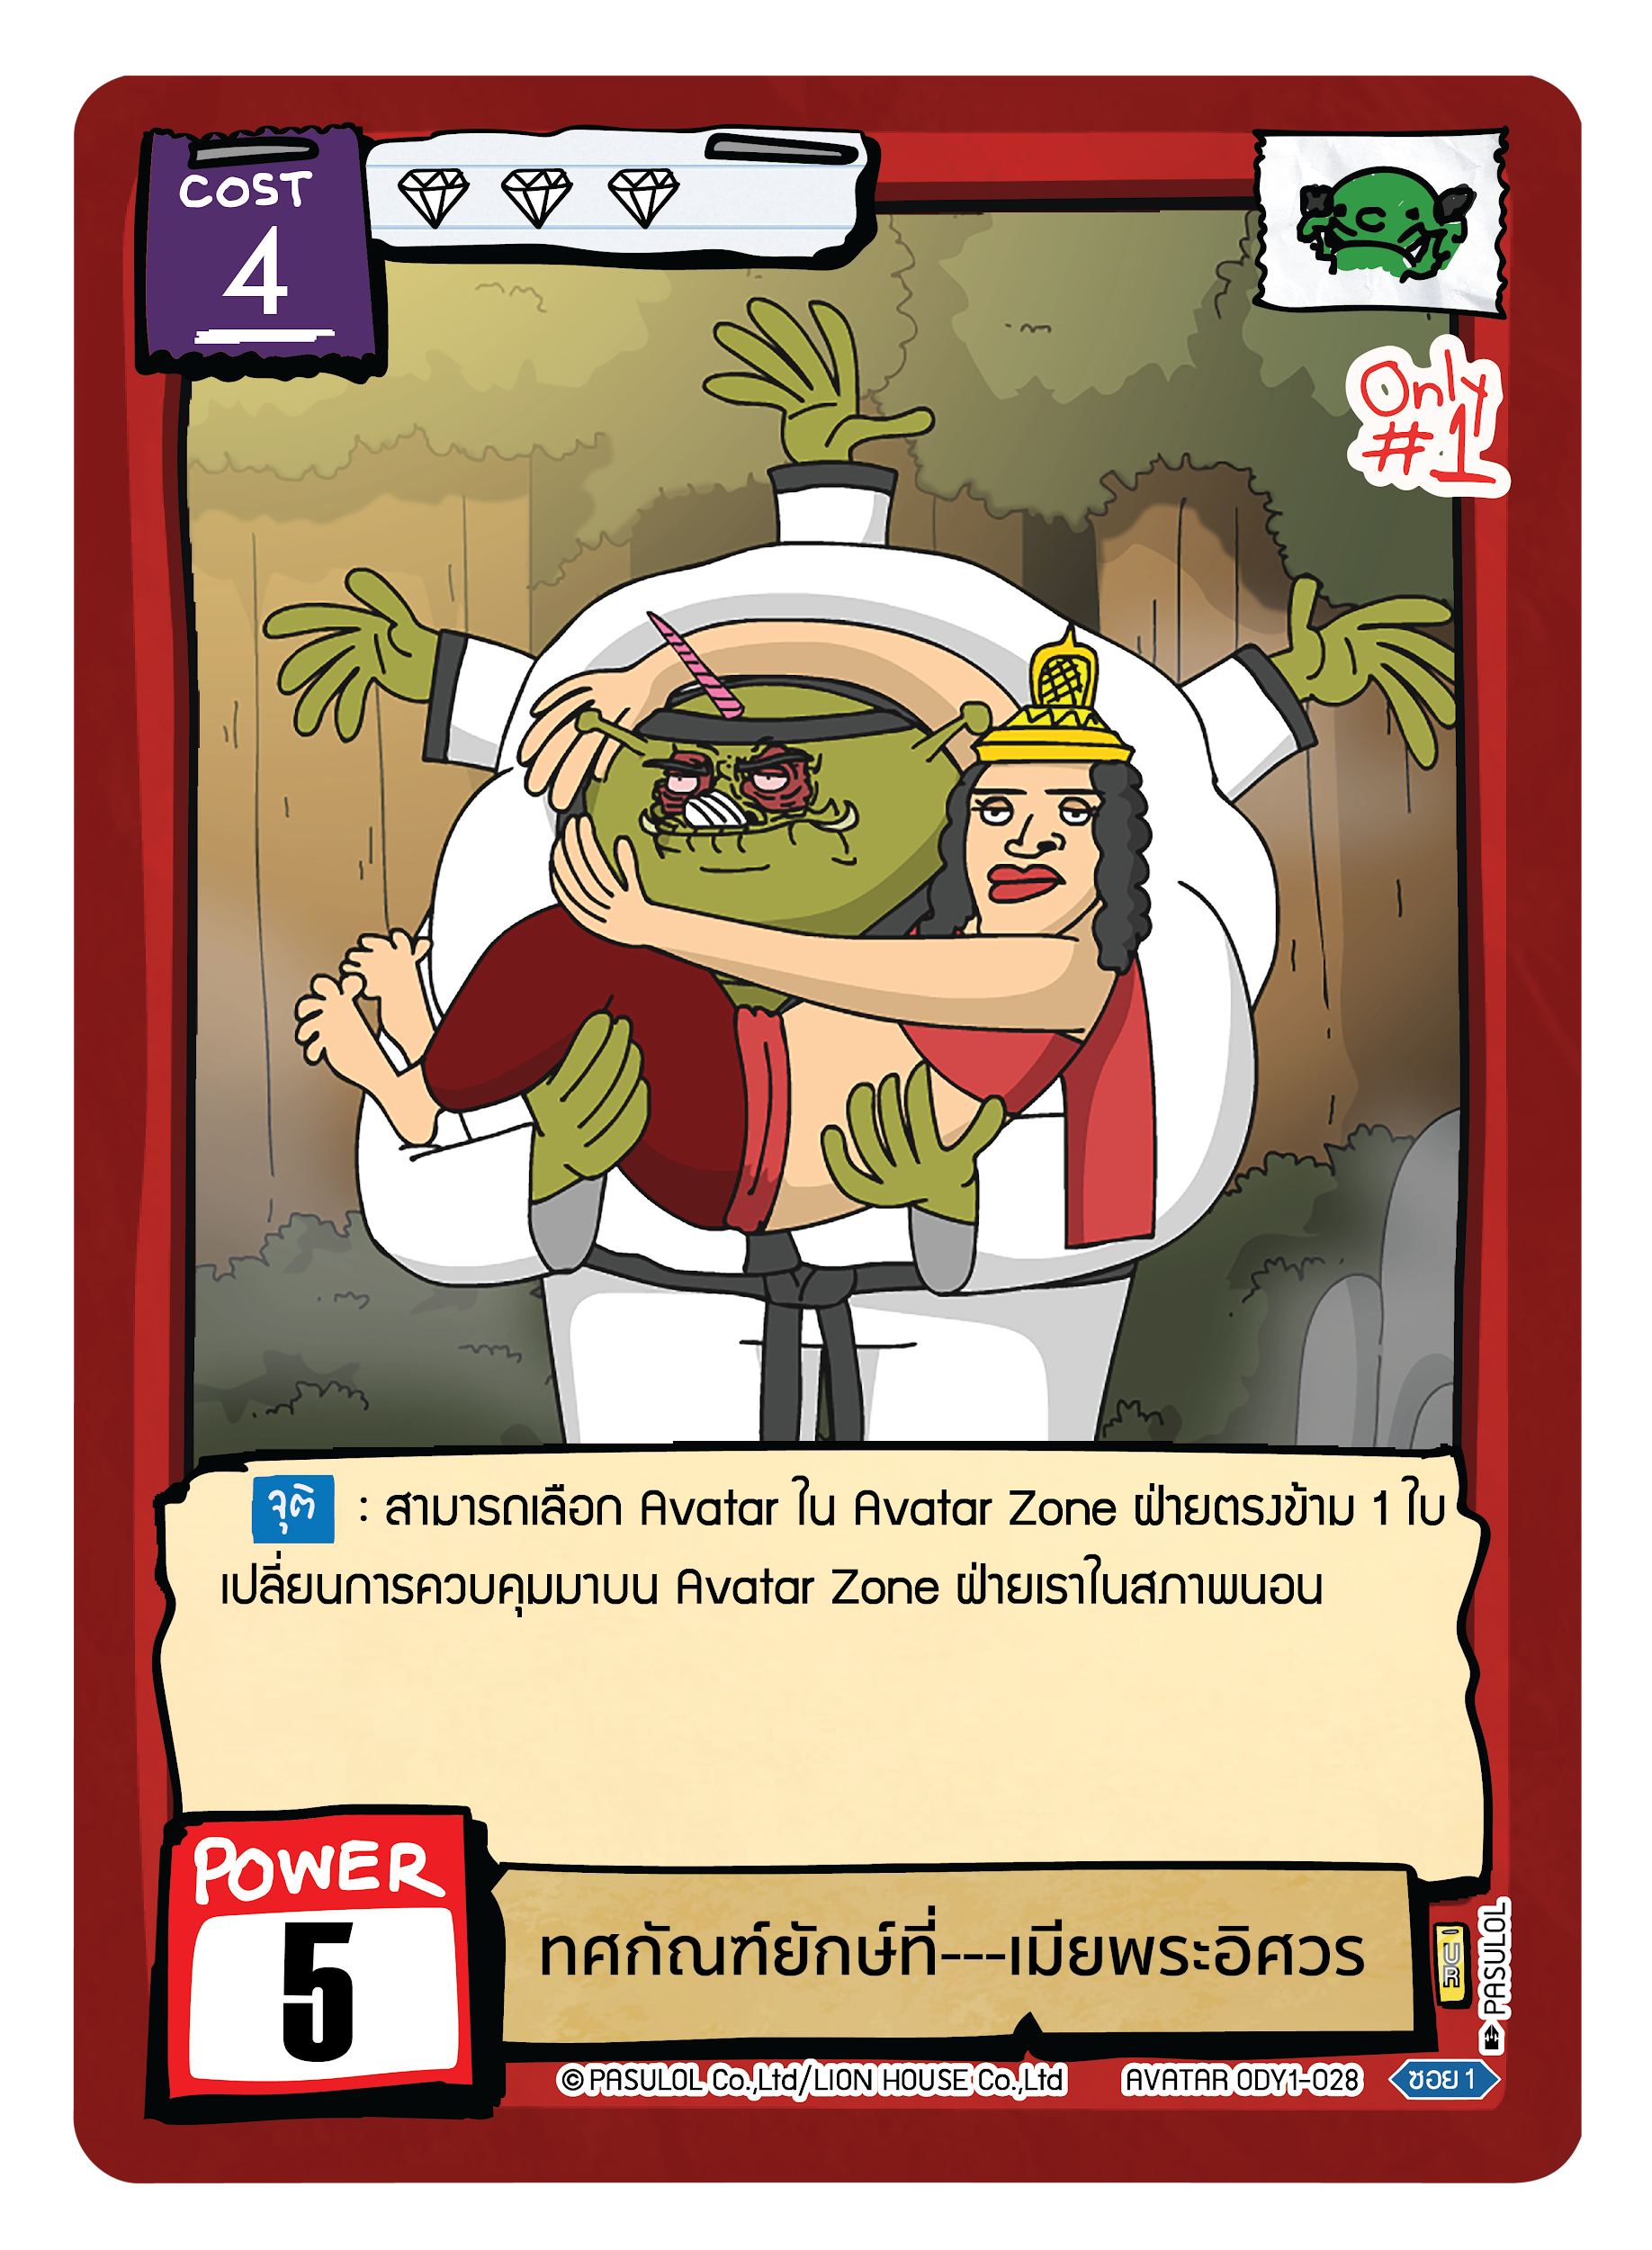 COST
4
Only
#1
จุติ : สามารถเลือก Avatar ใน Avatar Zone ฝ่ายตรงข้าม 1 ใบ
เปลี่ยนการควบคุมมาบน Avatar Zone ฝ่ายเราในสภาพนอน
POWER
5
ทศกัณฑ์ยักษ์ที่---เมียพระอิศวร
UR
PASULOL
©PASULOL Co.,Ltd/LION HOUSE Co.,Ltd
AVATAR ODY1-028
ซอย 1